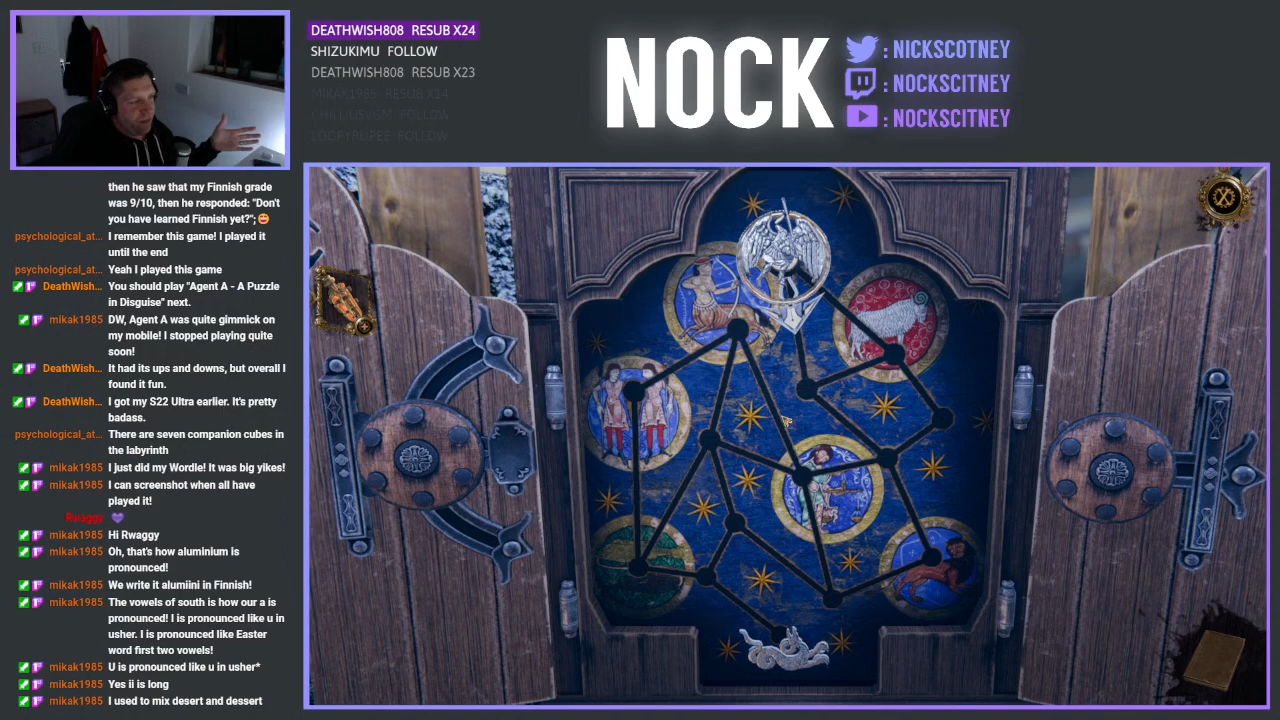 DEATHWISH808 RESUB X24
SHIZUKIMU FOLLOW
DEATHWISH808 RESUB X23
MIKAK1985 RESUB X14
NOCK
: NICKSCOTNEY
: NOCKSCITNEY
: NOCKSCITNEY
then he saw that my Finnish grade
was 9/10, then he responded: "Don't
you have learned Finnish yet?";
psychological_at... I remember this game! I played it
until the end
psychological_at... Yeah I played this game
DeathWish... You should play "Agent A - A Puzzle
in Disguise" next.
mikak1985 DW, Agent A was quite gimmick on
my mobile! I stopped playing quite
soon!
DeathWish... It had its ups and downs, but overall I
found it fun.
DeathWish... I got my S22 Ultra earlier. It's pretty
badass.
psychological_at... There are seven companion cubes in
the labyrinth
mikak1985 I just did my Wordle! It was big yikes!
mikak1985 I can screenshot when all have
played it!
Rwaggy
mikak1985 Hi Rwaggy
mikak1985 Oh, that's how aluminium is
pronounced!
mikak1985 We write it alumiini in Finnish!
mikak1985 The vowels of south is how our a is
pronounced! I is pronounced like u in
usher. I is pronounced like Easter
word first two vowels!
mikak1985 U is pronounced like u in usher*
mikak1985 Yes ii is long
mikak1985 I used to mix desert and dessert